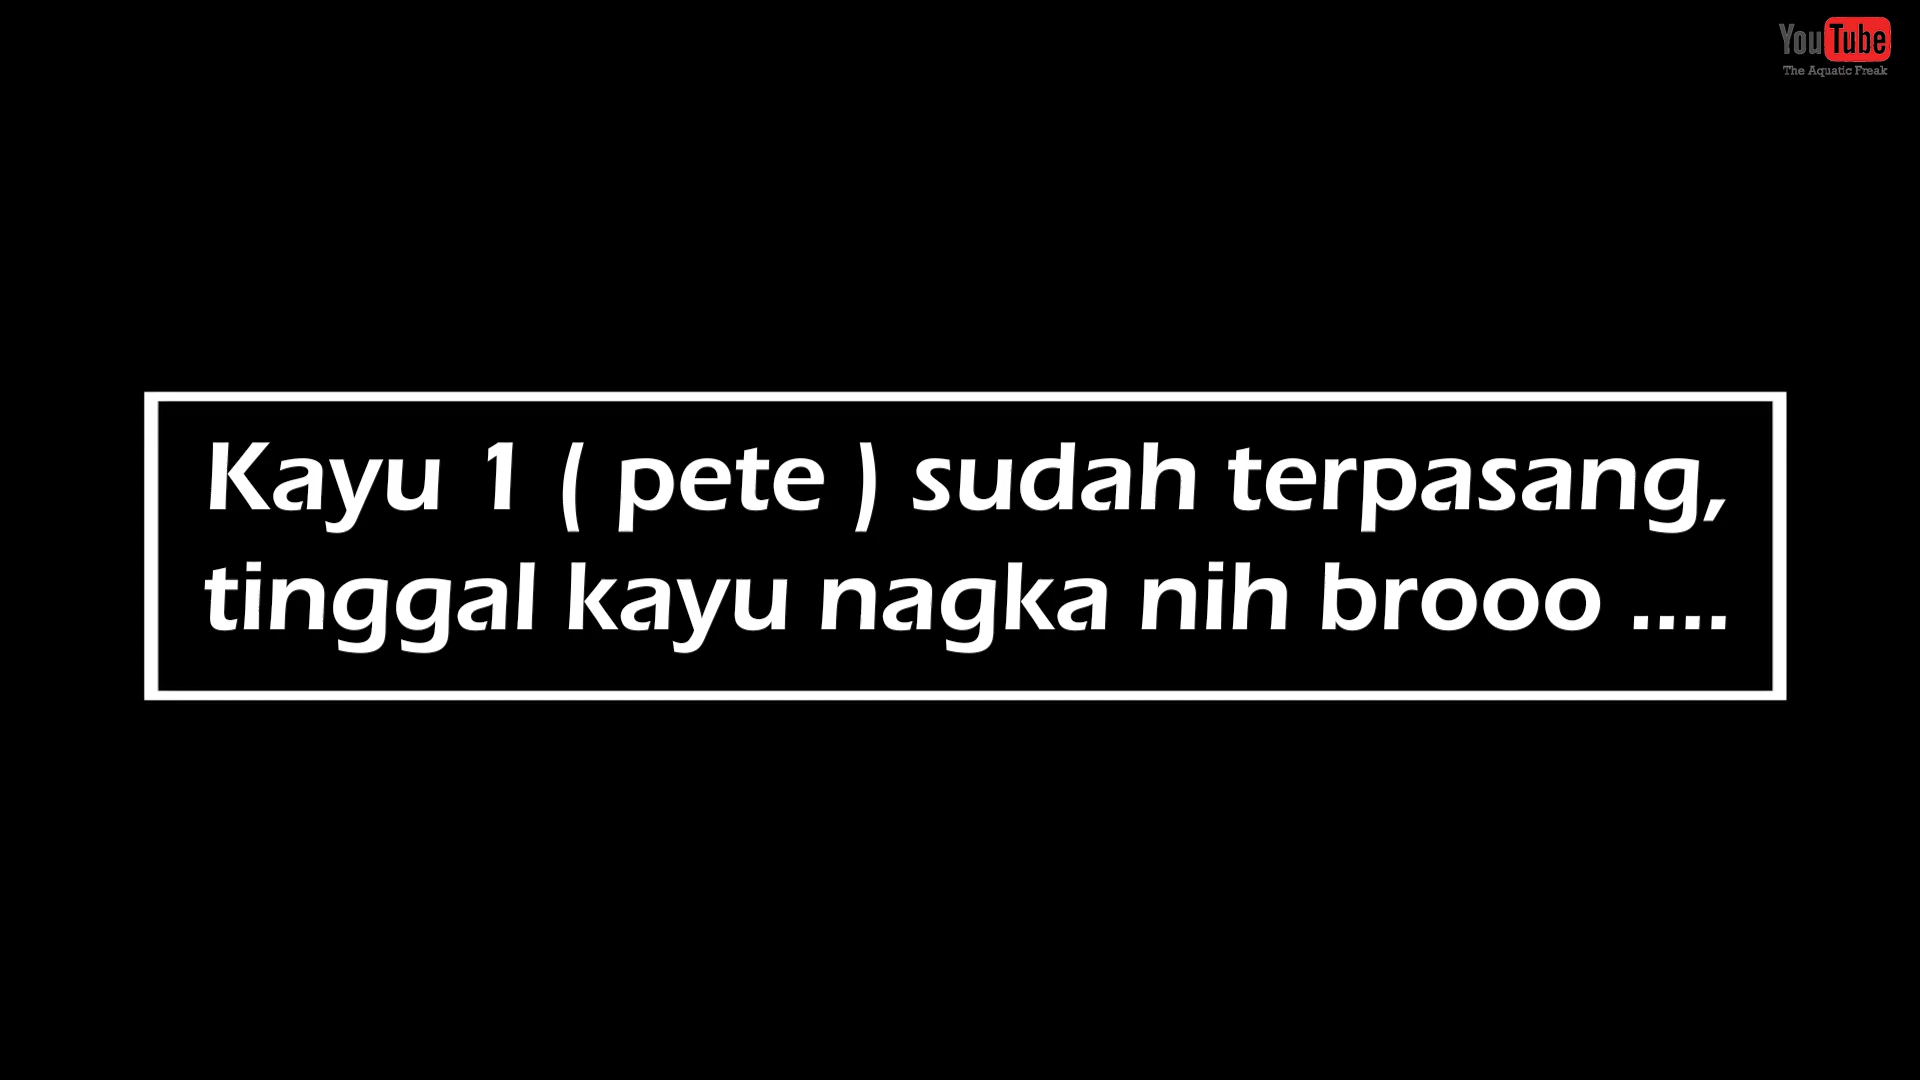 YouTube
The Aquatic Freak
Kayu 1 ( pete ) sudah terpasang,
tinggal kayu nagka nih brooo ....